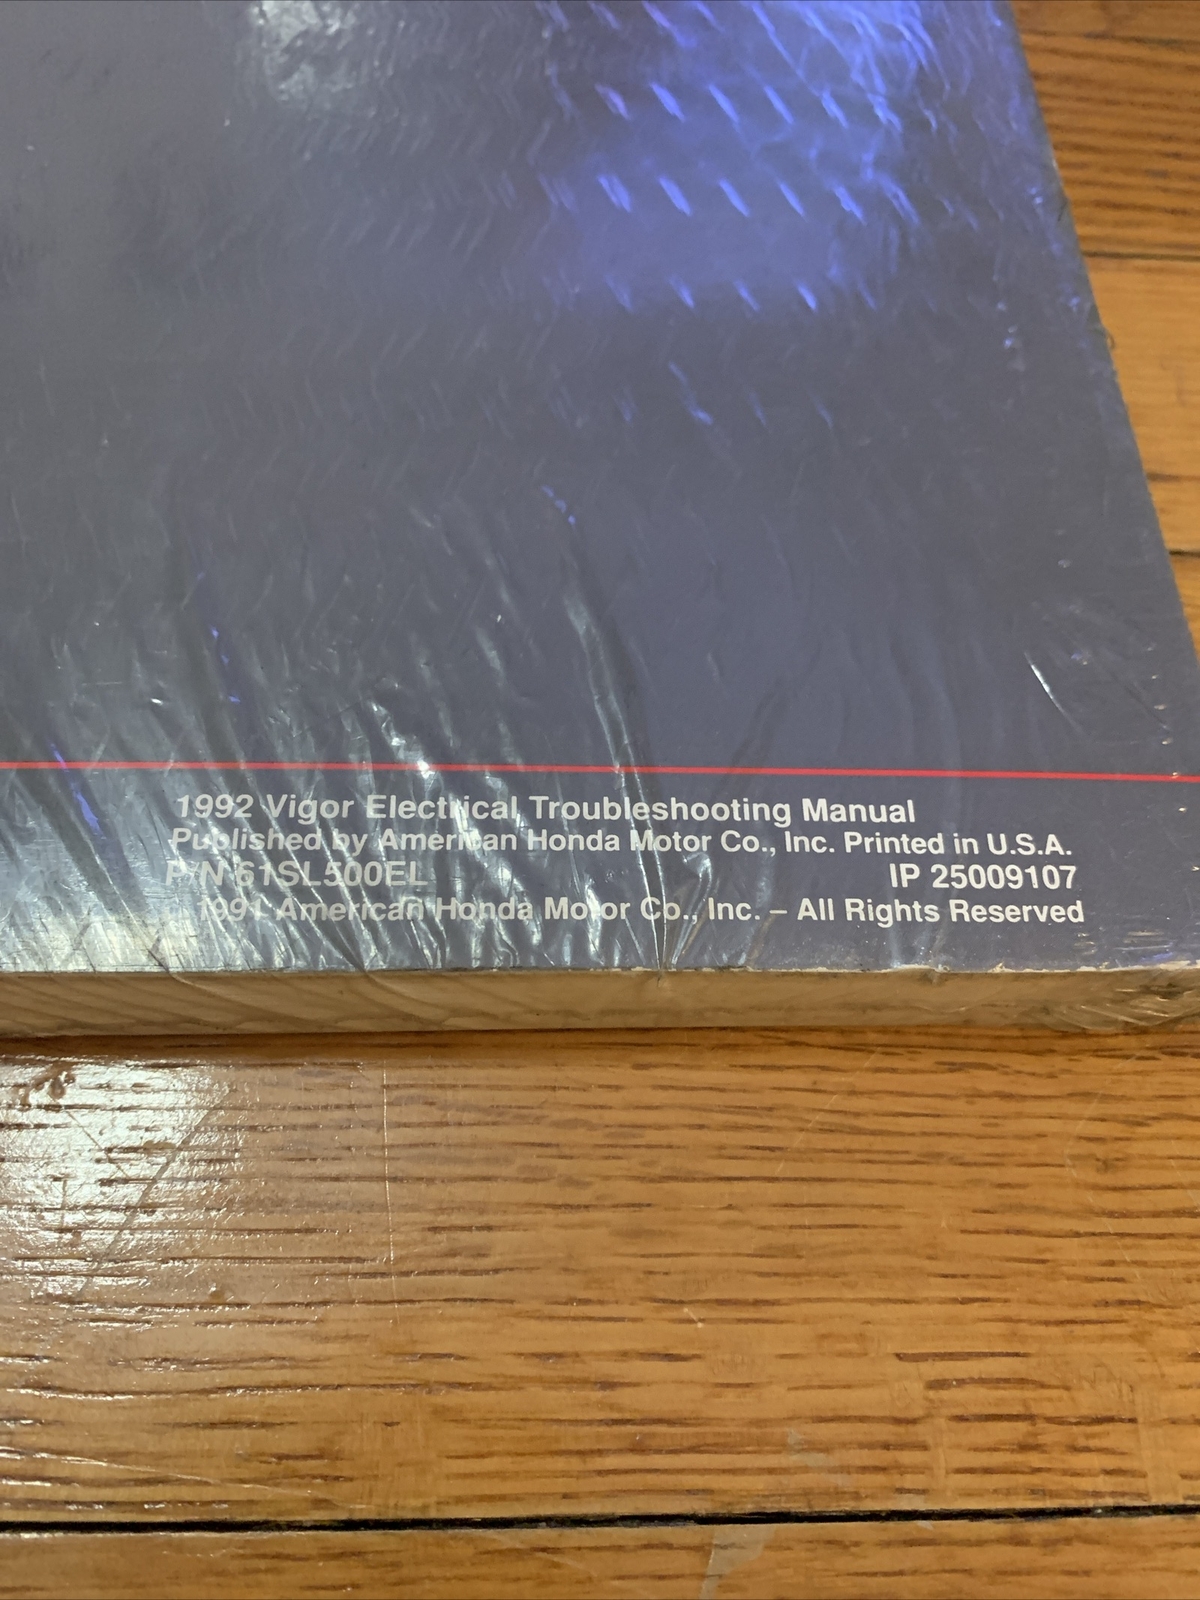 1992 Vigor Electrical Troubleshooting Manual
Published by American Honda Motor Co., Inc. Printed in U.S.A.
P/N 61SL500EL IP 25009107
1991 American Honda Motor Co., Inc. – All Rights Reserved